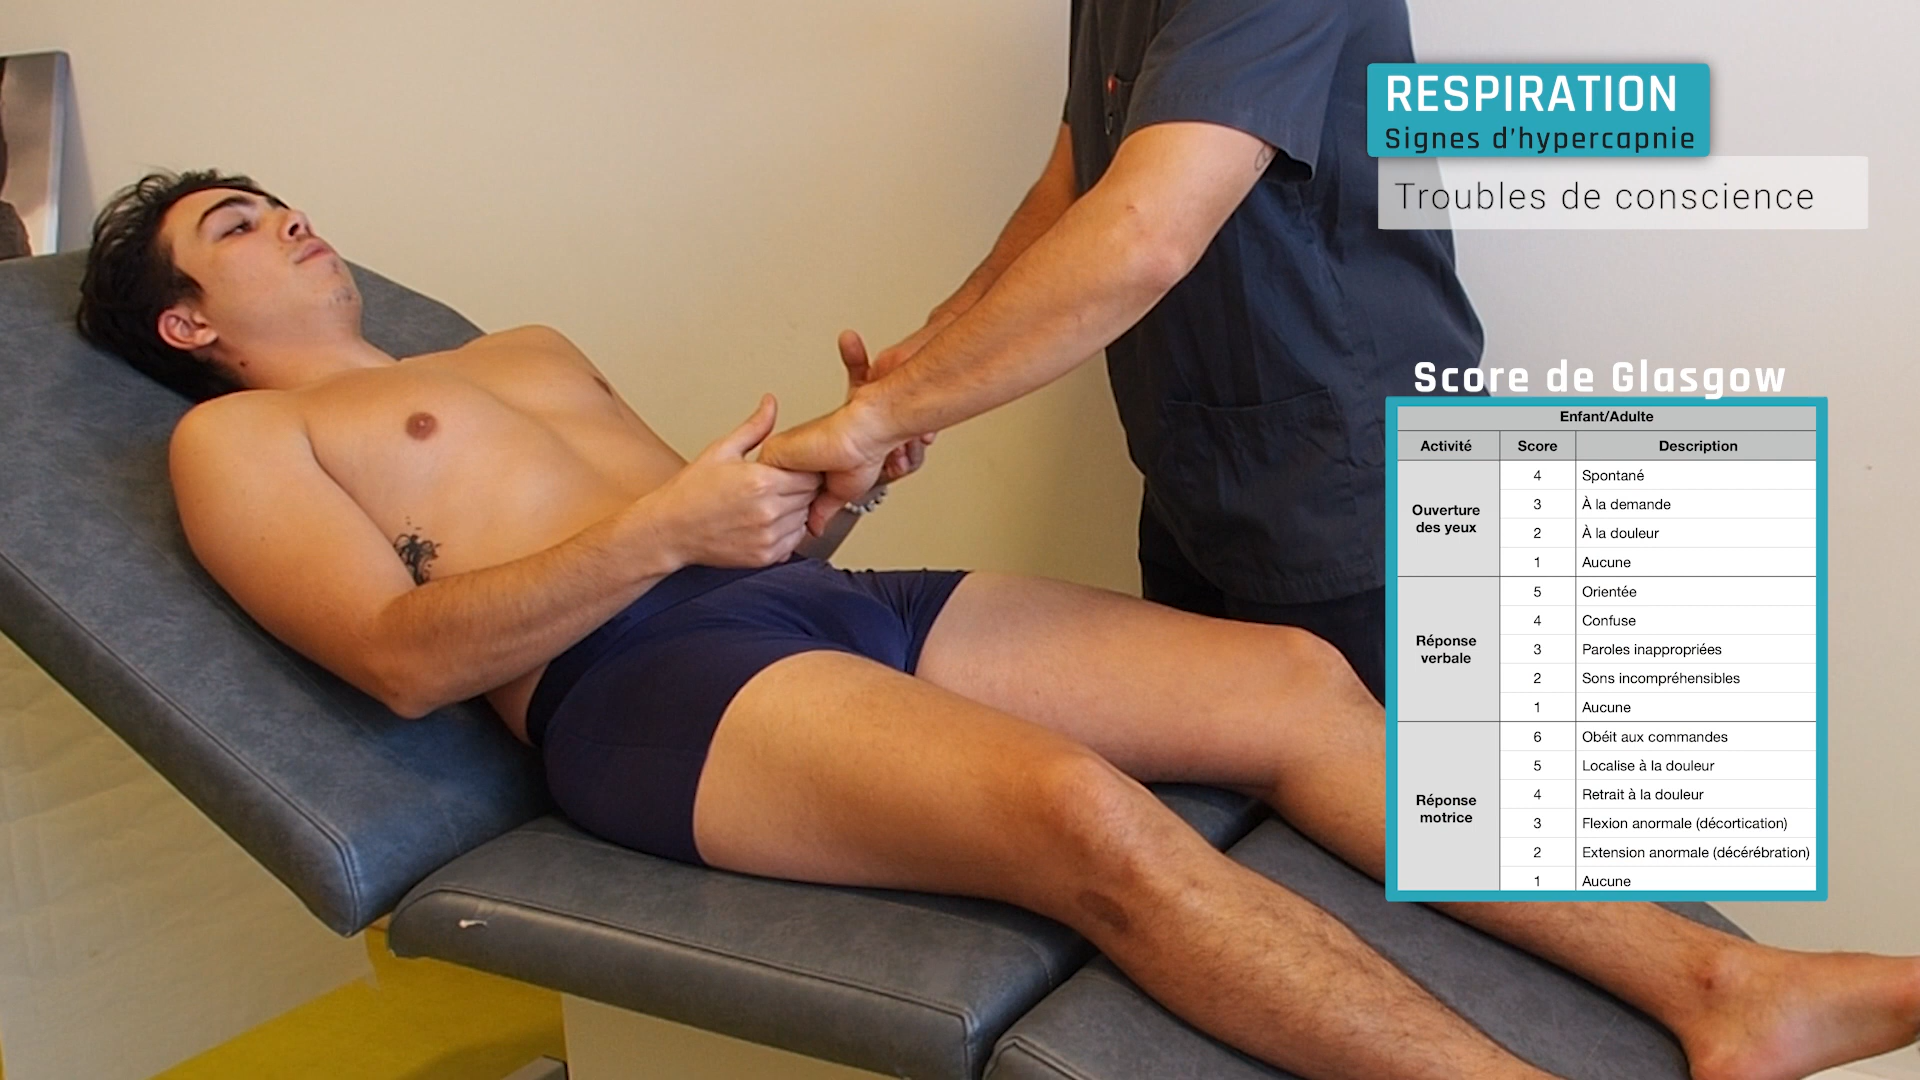 RESPIRATION
Signes d'hypercapnie
Troubles de conscience
Score de Glasgow
Enfant/Adulte
Activité Score Description
Ouverture des yeux
4 Spontané
3 À la demande
2 À la douleur
1 Aucune
Réponse verbale
5 Orientée
4 Confuse
3 Paroles inappropriées
2 Sons incompréhensibles
1 Aucune
Réponse motrice
6 Obéit aux commandes
5 Localise à la douleur
4 Retrait à la douleur
3 Flexion anormale (décortication)
2 Extension anormale (décérébration)
1 Aucune